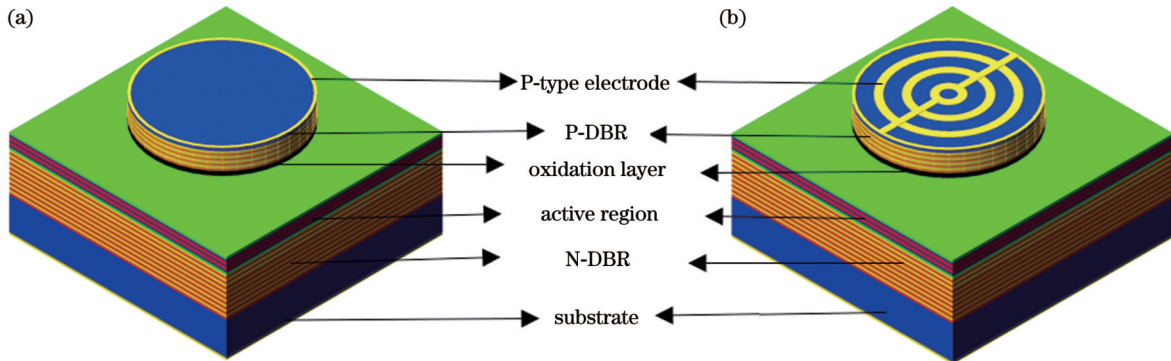 (a)
(b)
P-type electrode
P-DBR
oxidation layer
active region
N-DBR
substrate